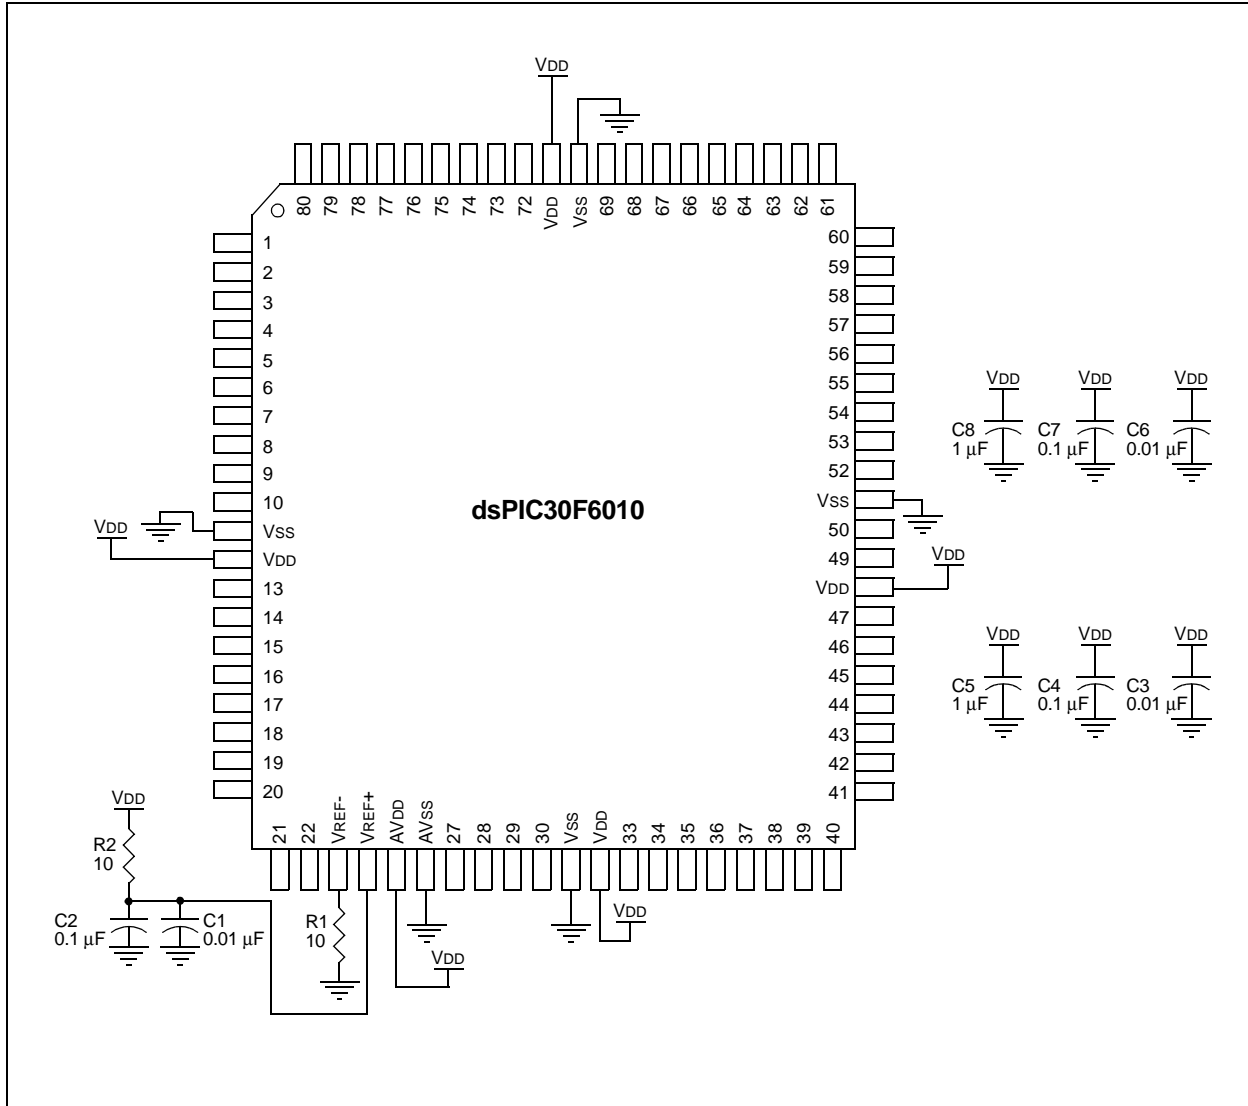 VDD
80
79
78
77
76
75
74
73
72
VDD
VSS
69
68
67
66
65
64
63
62
61
1
2
3
4
5
6
7
8
9
10
VSS
VDD
13
14
15
16
17
18
19
20
VDD
dsPIC30F6010
60
59
58
57
56
55
54
53
52
VSS
50
49
VDD
47
46
45
44
43
42
41
VDD
VDD
C8
1 µF
VDD
C7
0.1 µF
VDD
C6
0.01 µF
VDD
C5
1 µF
VDD
C4
0.1 µF
VDD
C3
0.01 µF
21
22
VREF-
VREF+
AVDD
AVSS
27
28
29
30
VSS
VDD
33
34
35
36
37
38
39
40
VDD
R2
10
C2
0.1 µF
C1
0.01 µF
R1
10
VDD
VDD